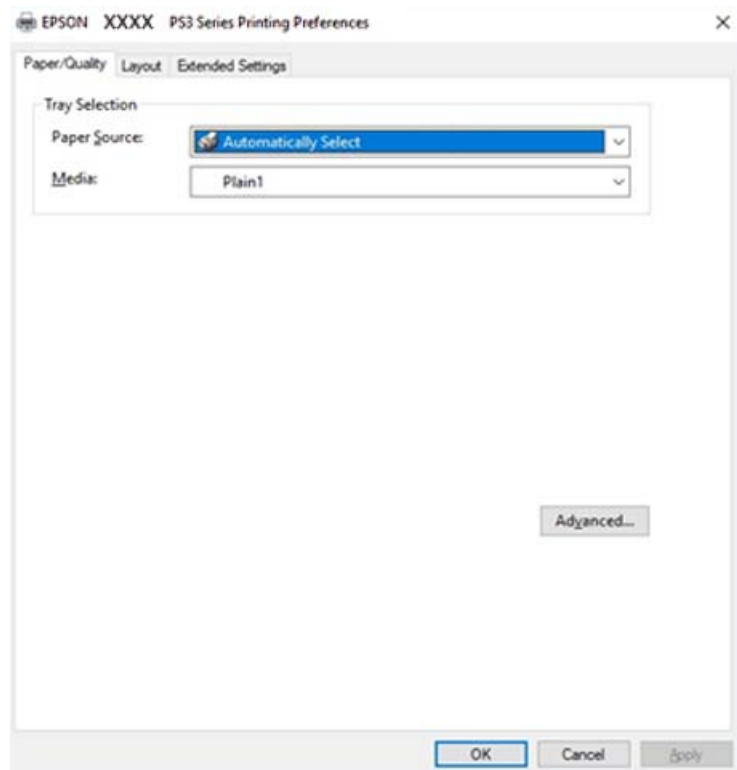 EPSON XXXX PS3 Series Printing Preferences
Paper/Quality Layout Extended Settings
Tray Selection
Paper Source: Automatically Select
Media: Plain1
Advanced...
OK Cancel Apply